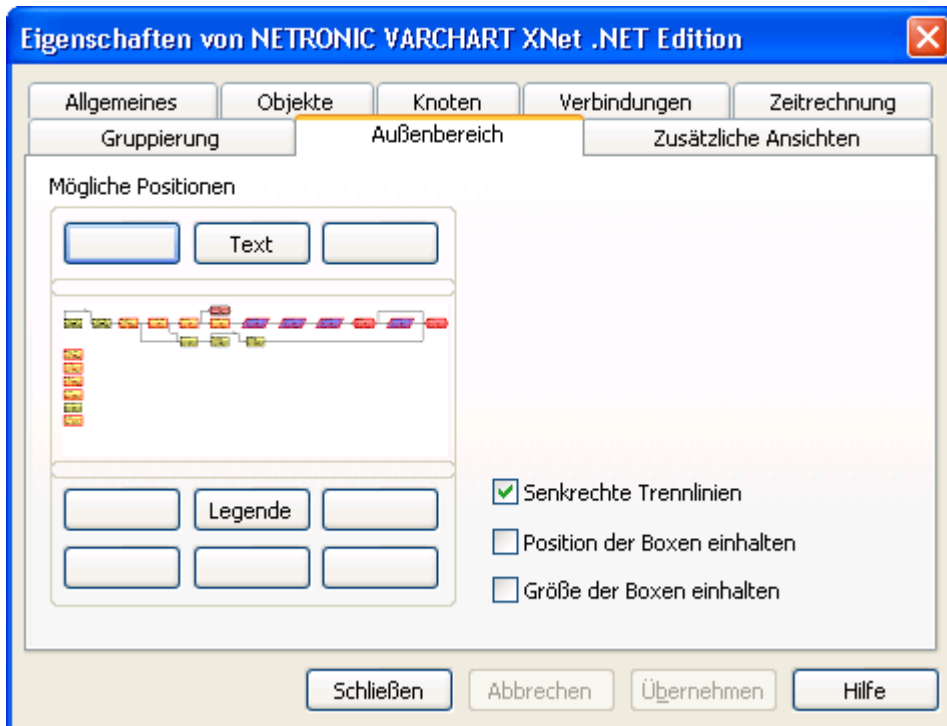 Eigenschaften von NETRONIC VARCHART XNet .NET Edition
Allgemeines
Objekte
Knoten
Verbindungen
Zeitrechnung
Gruppierung
Außenbereich
Zusätzliche Ansichten
Mögliche Positionen
Text
Legende
Senkrechte Trennlinien
Position der Boxen einhalten
Größe der Boxen einhalten
Schließen
Abbrechen
Übernehmen
Hilfe